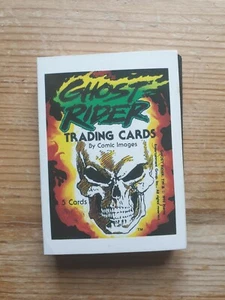 GHOST
RIDER
TRADING CARDS
By Comic Images
5 Cards